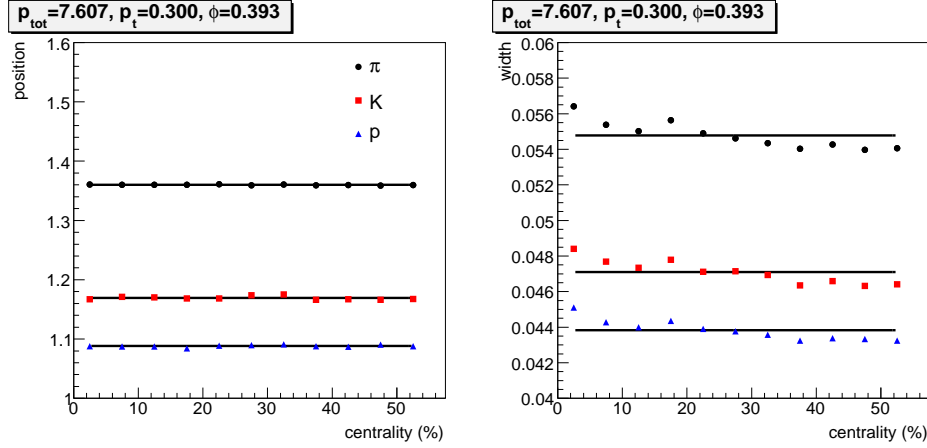 p_tot=7.607, p_t=0.300, ϕ=0.393
position
1.6
1.5
1.4
1.3
1.2
1.1
1
π
K
p
0 10 20 30 40 50
centrality (%)
p_tot=7.607, p_t=0.300, ϕ=0.393
width
0.06
0.058
0.056
0.054
0.052
0.05
0.048
0.046
0.044
0.042
0.04
0 10 20 30 40 50
centrality (%)